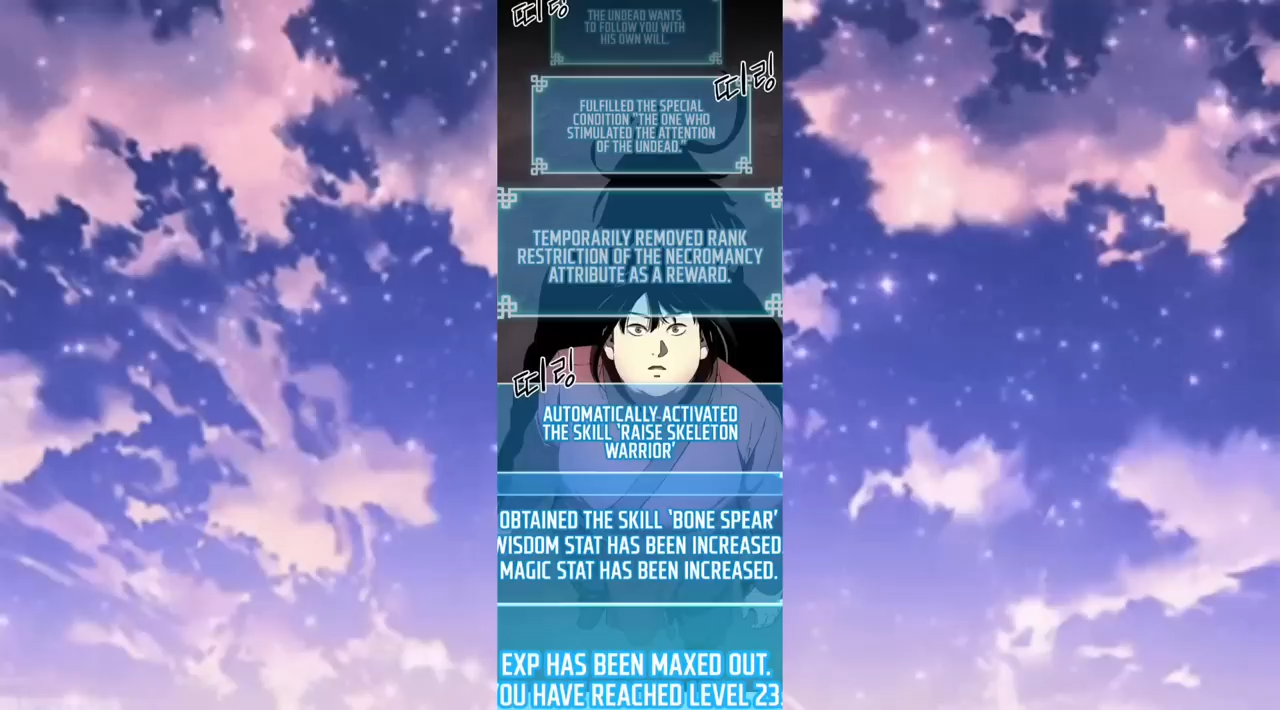 띠링
THE UNDEAD WANTS
TO FOLLOW YOU WITH
HIS OWN WILL.
띠링
FULFILLED THE SPECIAL
CONDITION "THE ONE WHO
STIMULATED THE ATTENTION
OF THE UNDEAD."
TEMPORARILY REMOVED RANK
RESTRICTION OF THE NECROMANCY
ATTRIBUTE AS A REWARD.
띠링
AUTOMATICALLY ACTIVATED
THE SKILL 'RAISE SKELETON
WARRIOR'
OBTAINED THE SKILL 'BONE SPEAR'
WISDOM STAT HAS BEEN INCREASED.
MAGIC STAT HAS BEEN INCREASED.
EXP HAS BEEN MAXED OUT.
YOU HAVE REACHED LEVEL 23.